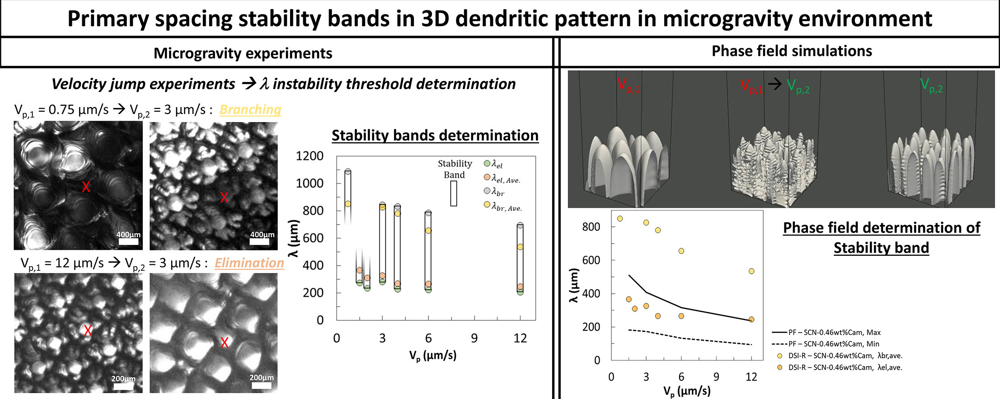 Primary spacing stability bands in 3D dendritic pattern in microgravity environment
Microgravity experiments
Velocity jump experiments → λ instability threshold determination
Vp,1 = 0.75 µm/s → Vp,2 = 3 µm/s : Branching
X
400µm
X
400µm
Vp,1 = 12 µm/s → Vp,2 = 3 µm/s : Elimination
X
200µm
X
200µm
Stability bands determination
1200
1000
800
600
400
200
0
λ (µm)
0 3 6 9 12
Vp (µm/s)
Stability
Band
λel
λel, Ave.
λbr
λbr, Ave.
Phase field simulations
Vp,1
Vp,1 → Vp,2
Vp,2
800
600
400
200
0
λ (µm)
0 3 6 9 12
Vp (µm/s)
Phase field determination of
Stability band
PF – SCN-0.46wt%Cam, Max
PF – SCN-0.46wt%Cam, Min
DSI-R – SCN-0.46wt%Cam, λbr,ave.
DSI-R – SCN-0.46wt%Cam, λel,ave.